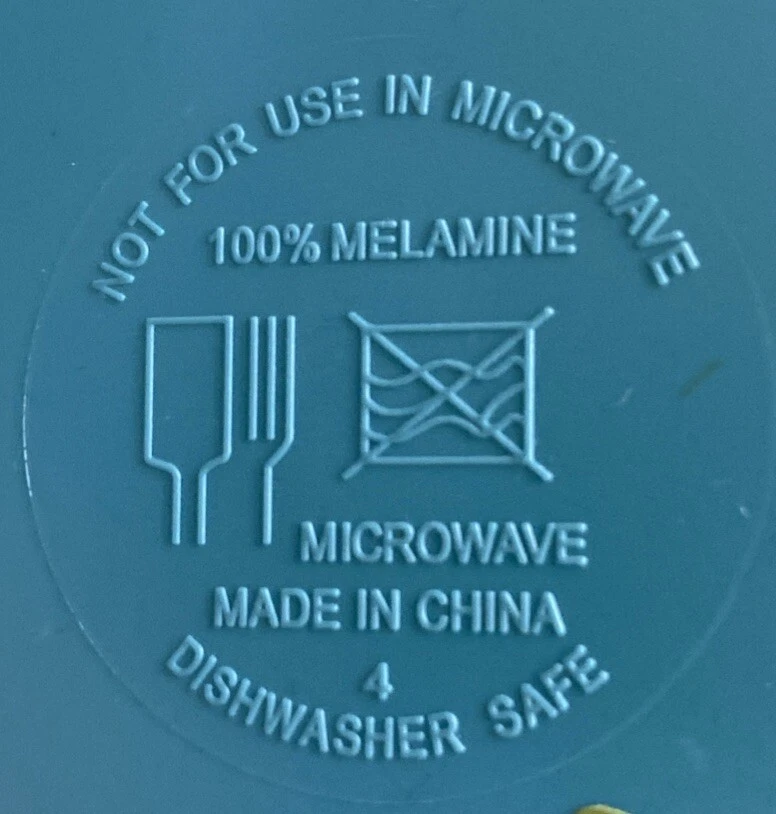 NOT FOR USE IN MICROWAVE
100% MELAMINE
MICROWAVE
MADE IN CHINA
4
DISHWASHER SAFE